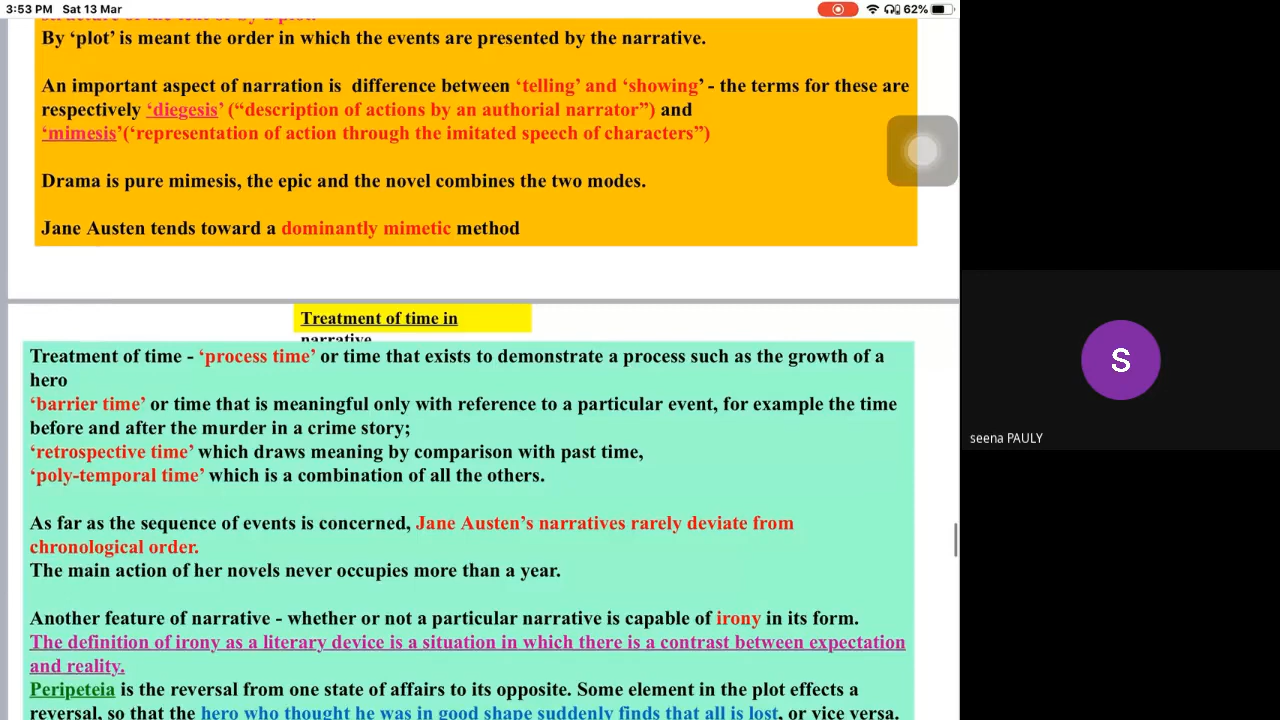 3:53 PM Sat 13 Mar
62%
structure of the text or by a plot.
By ‘plot’ is meant the order in which the events are presented by the narrative.
An important aspect of narration is difference between ‘telling’ and ‘showing’ - the terms for these are
respectively ‘diegesis’ (“description of actions by an authorial narrator”) and
‘mimesis’(‘representation of action through the imitated speech of characters”)
Drama is pure mimesis, the epic and the novel combines the two modes.
Jane Austen tends toward a dominantly mimetic method
Treatment of time in
narrative
Treatment of time - ‘process time’ or time that exists to demonstrate a process such as the growth of a
hero
‘barrier time’ or time that is meaningful only with reference to a particular event, for example the time
before and after the murder in a crime story;
‘retrospective time’ which draws meaning by comparison with past time,
‘poly-temporal time’ which is a combination of all the others.
As far as the sequence of events is concerned, Jane Austen’s narratives rarely deviate from
chronological order.
The main action of her novels never occupies more than a year.
Another feature of narrative - whether or not a particular narrative is capable of irony in its form.
The definition of irony as a literary device is a situation in which there is a contrast between expectation
and reality.
Peripeteia is the reversal from one state of affairs to its opposite. Some element in the plot effects a
reversal, so that the hero who thought he was in good shape suddenly finds that all is lost, or vice versa.
S
seena PAULY